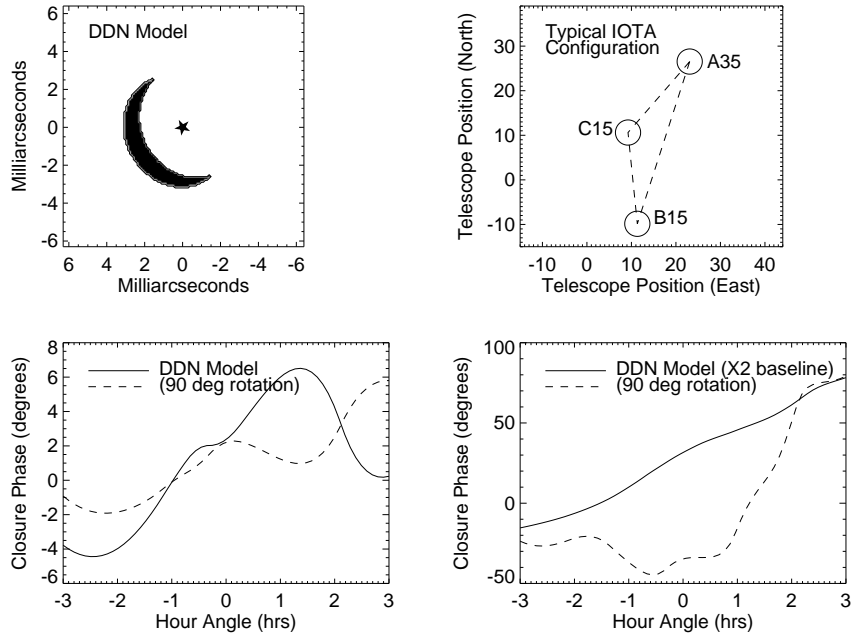 DDN Model
Milliarcseconds
6
4
2
0
-2
-4
-6
6 4 2 0 -2 -4 -6
Milliarcseconds
Typical IOTA
Configuration
A35
C15
B15
Telescope Position (North)
30
20
10
0
-10
-10 0 10 20 30 40
Telescope Position (East)
DDN Model
(90 deg rotation)
Closure Phase (degrees)
8
6
4
2
0
-2
-4
-6
-3 -2 -1 0 1 2 3
Hour Angle (hrs)
DDN Model (X2 baseline)
(90 deg rotation)
Closure Phase (degrees)
100
50
0
-50
-3 -2 -1 0 1 2 3
Hour Angle (hrs)